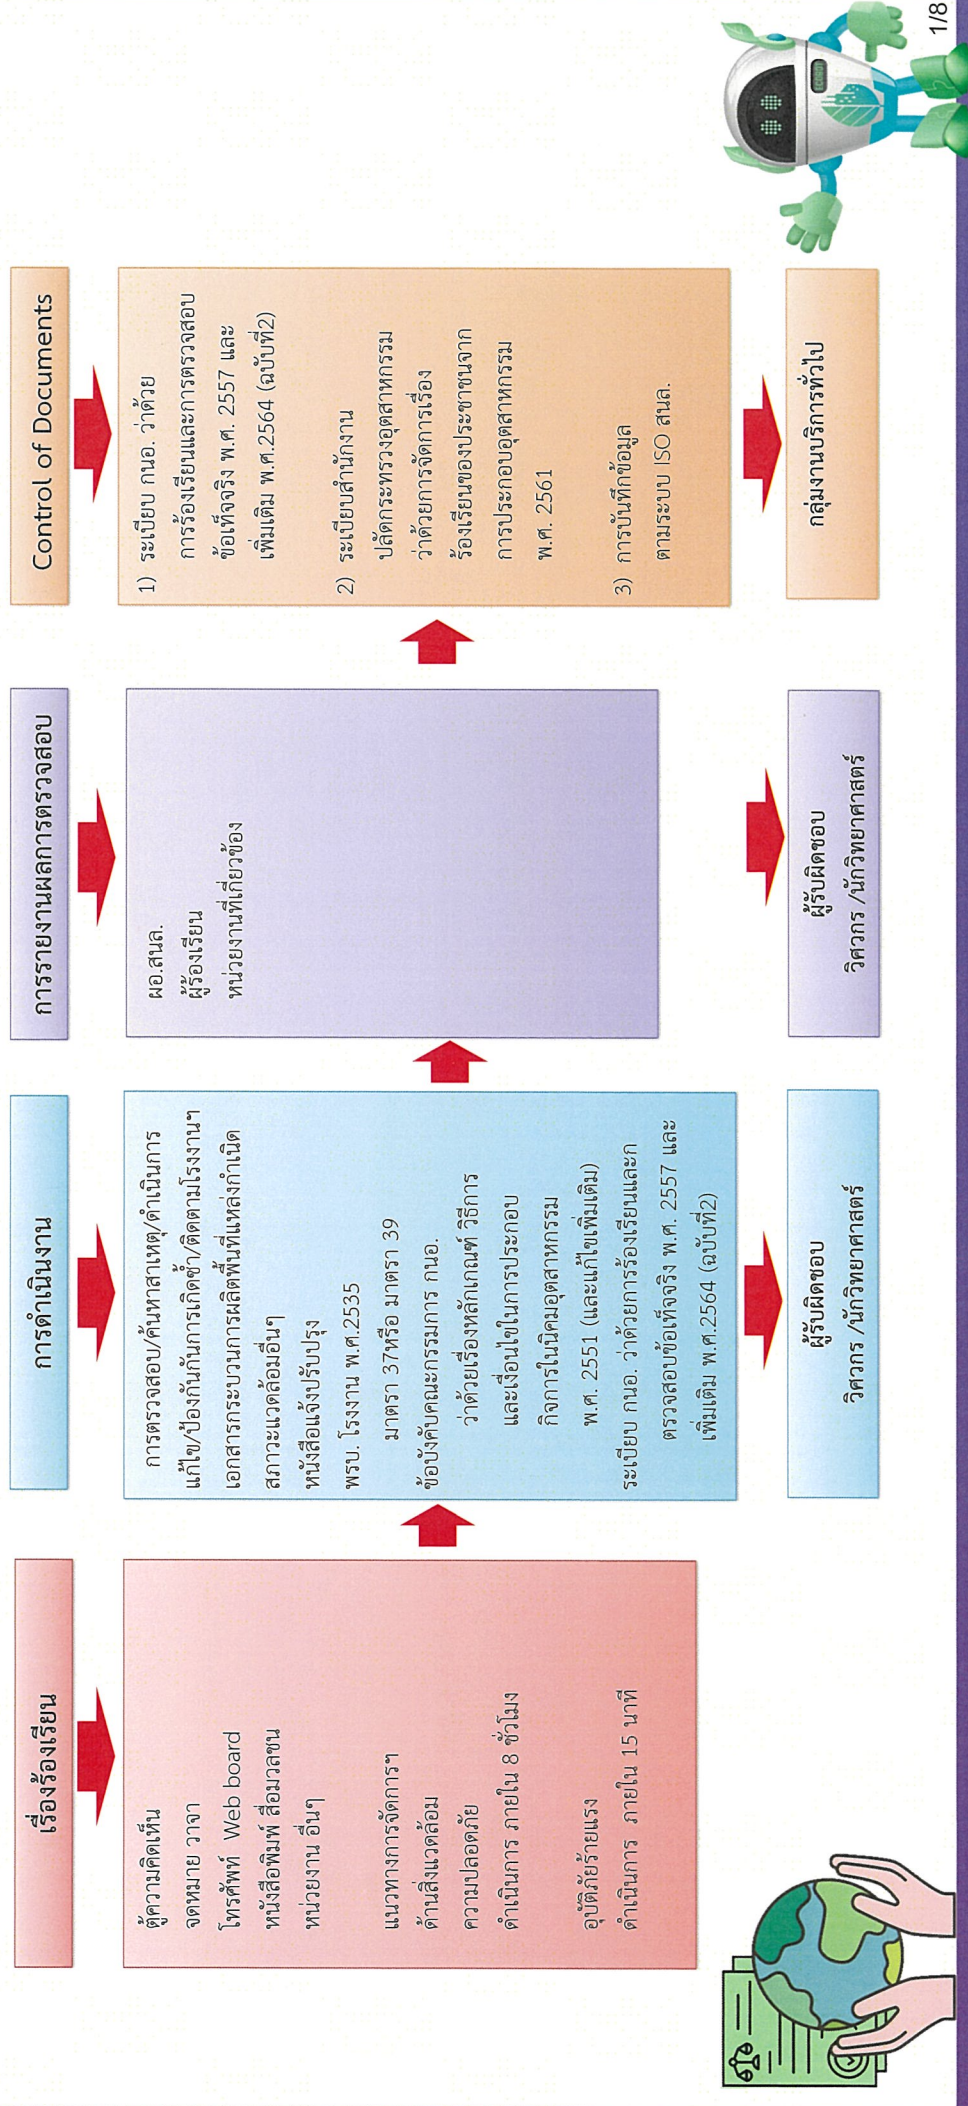 เรื่องร้องเรียน
ตู้ความคิดเห็น
จดหมาย วาจา
โทรศัพท์ Web board
หนังสือพิมพ์ สื่อมวลชน
หน่วยงาน อื่นๆ
แนวทางการจัดการฯ
ด้านสิ่งแวดล้อม
ความปลอดภัย
ดำเนินการ ภายใน 8 ชั่วโมง
อุบัติภัยร้ายแรง
ดำเนินการ ภายใน 15 นาที
การดำเนินงาน
การตรวจสอบ/ค้นหาสาเหตุ/ดำเนินการ
แก้ไข/ป้องกันกันการเกิดซ้ำ/ติดตามโรงงานฯ
เอกสารกระบวนการผลิตพื้นที่แหล่งกำเนิด
สภาวะแวดล้อมอื่นๆ
หนังสือแจ้งปรับปรุง
พรบ. โรงงาน พ.ศ.2535
มาตรา 37หรือ มาตรา 39
ข้อบังคับคณะกรรมการ กนอ.
ว่าด้วยเรื่องหลักเกณฑ์ วิธีการ
และเงื่อนไขในการประกอบ
กิจการในนิคมอุตสาหกรรม
พ.ศ. 2551 (และแก้ไขเพิ่มเติม)
ระเบียบ กนอ. ว่าด้วยการร้องเรียนและก
ตรวจสอบข้อเท็จจริง พ.ศ. 2557 และ
เพิ่มเติม พ.ศ.2564 (ฉบับที่2)
ผู้รับผิดชอบ
วิศวกร /นักวิทยาศาสตร์
การรายงานผลการตรวจสอบ
ผอ.สนล.
ผู้ร้องเรียน
หน่วยงานที่เกี่ยวข้อง
ผู้รับผิดชอบ
วิศวกร /นักวิทยาศาสตร์
Control of Documents
1) ระเบียบ กนอ. ว่าด้วย
การร้องเรียนและการตรวจสอบ
ข้อเท็จจริง พ.ศ. 2557 และ
เพิ่มเติม พ.ศ.2564 (ฉบับที่2)
2) ระเบียบสำนักงาน
ปลัดกระทรวงอุตสาหกรรม
ว่าด้วยการจัดการเรื่อง
ร้องเรียนของประชาชนจาก
การประกอบอุตสาหกรรม
พ.ศ. 2561
3) การบันทึกข้อมูล
ตามระบบ ISO สนล.
กลุ่มงานบริการทั่วไป
ECOBOT
1/8